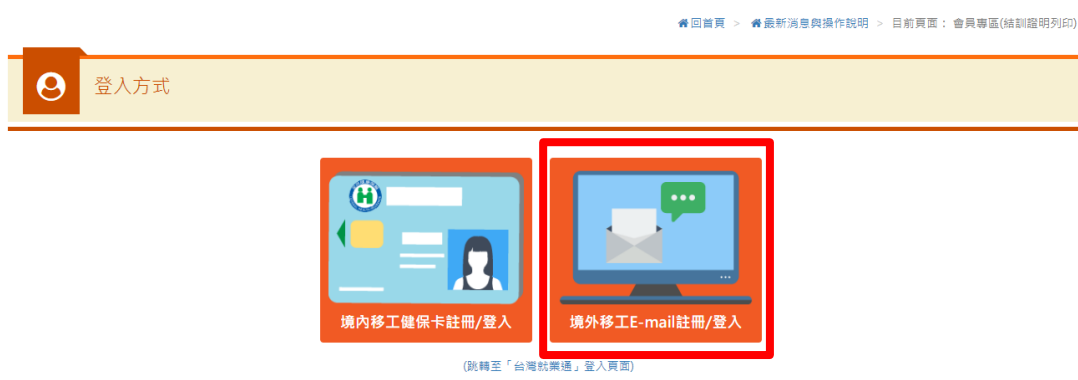 回首頁 > 最新消息與操作說明 > 目前頁面： 會員專區(結訓證明列印)
登入方式
境內移工健保卡註冊/登入
境外移工E-mail註冊/登入
(跳轉至「台灣就業通」登入頁面)